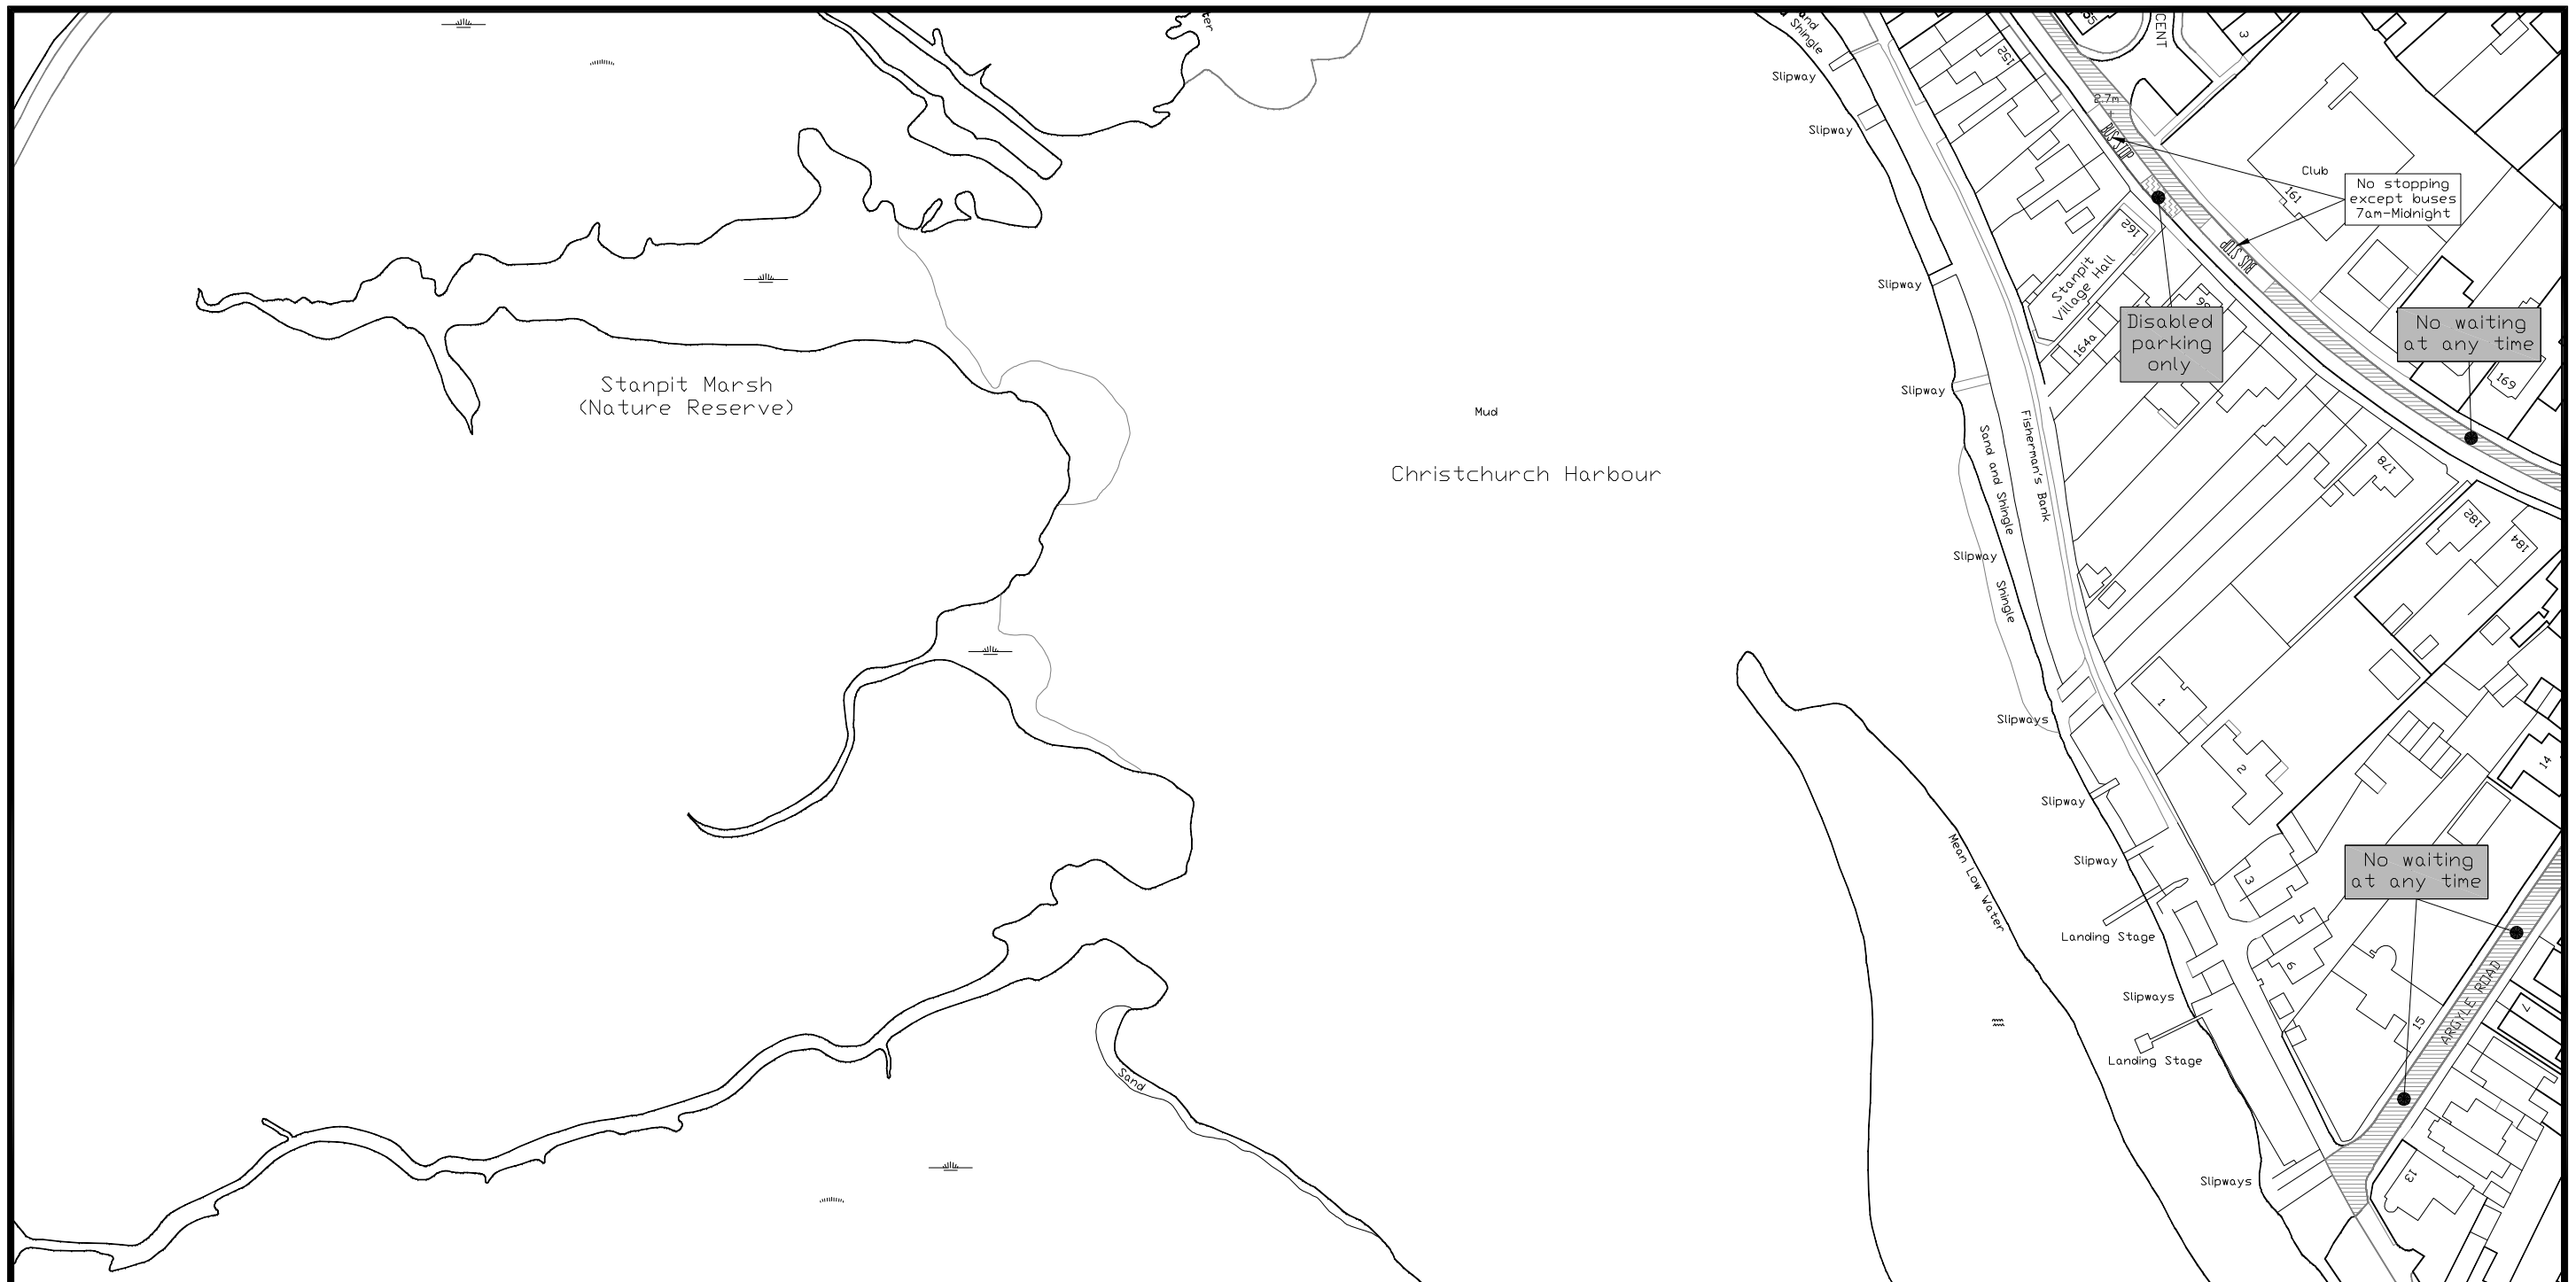 and
Shingle
Slipway
Slipway
Slipway
Slipway
Slipway
Slipways
Slipway
Slipway
Landing Stage
Slipways
Landing Stage
Slipways
Stanpit Marsh
(Nature Reserve)
Mud
Christchurch Harbour
Sand and Shingle
Fisherman's Bank
Shingle
Mean Low Water
Sand
152
3
2.7m
BUS STOP
Club
161
No stopping
except buses
7am-Midnight
BUS STOP
162
Stanpit
Village Hall
164a
Disabled
parking
only
No waiting
at any time
169
178
182
184
1
2
14
3
No waiting
at any time
6
15
ARGYLE ROAD
7
13